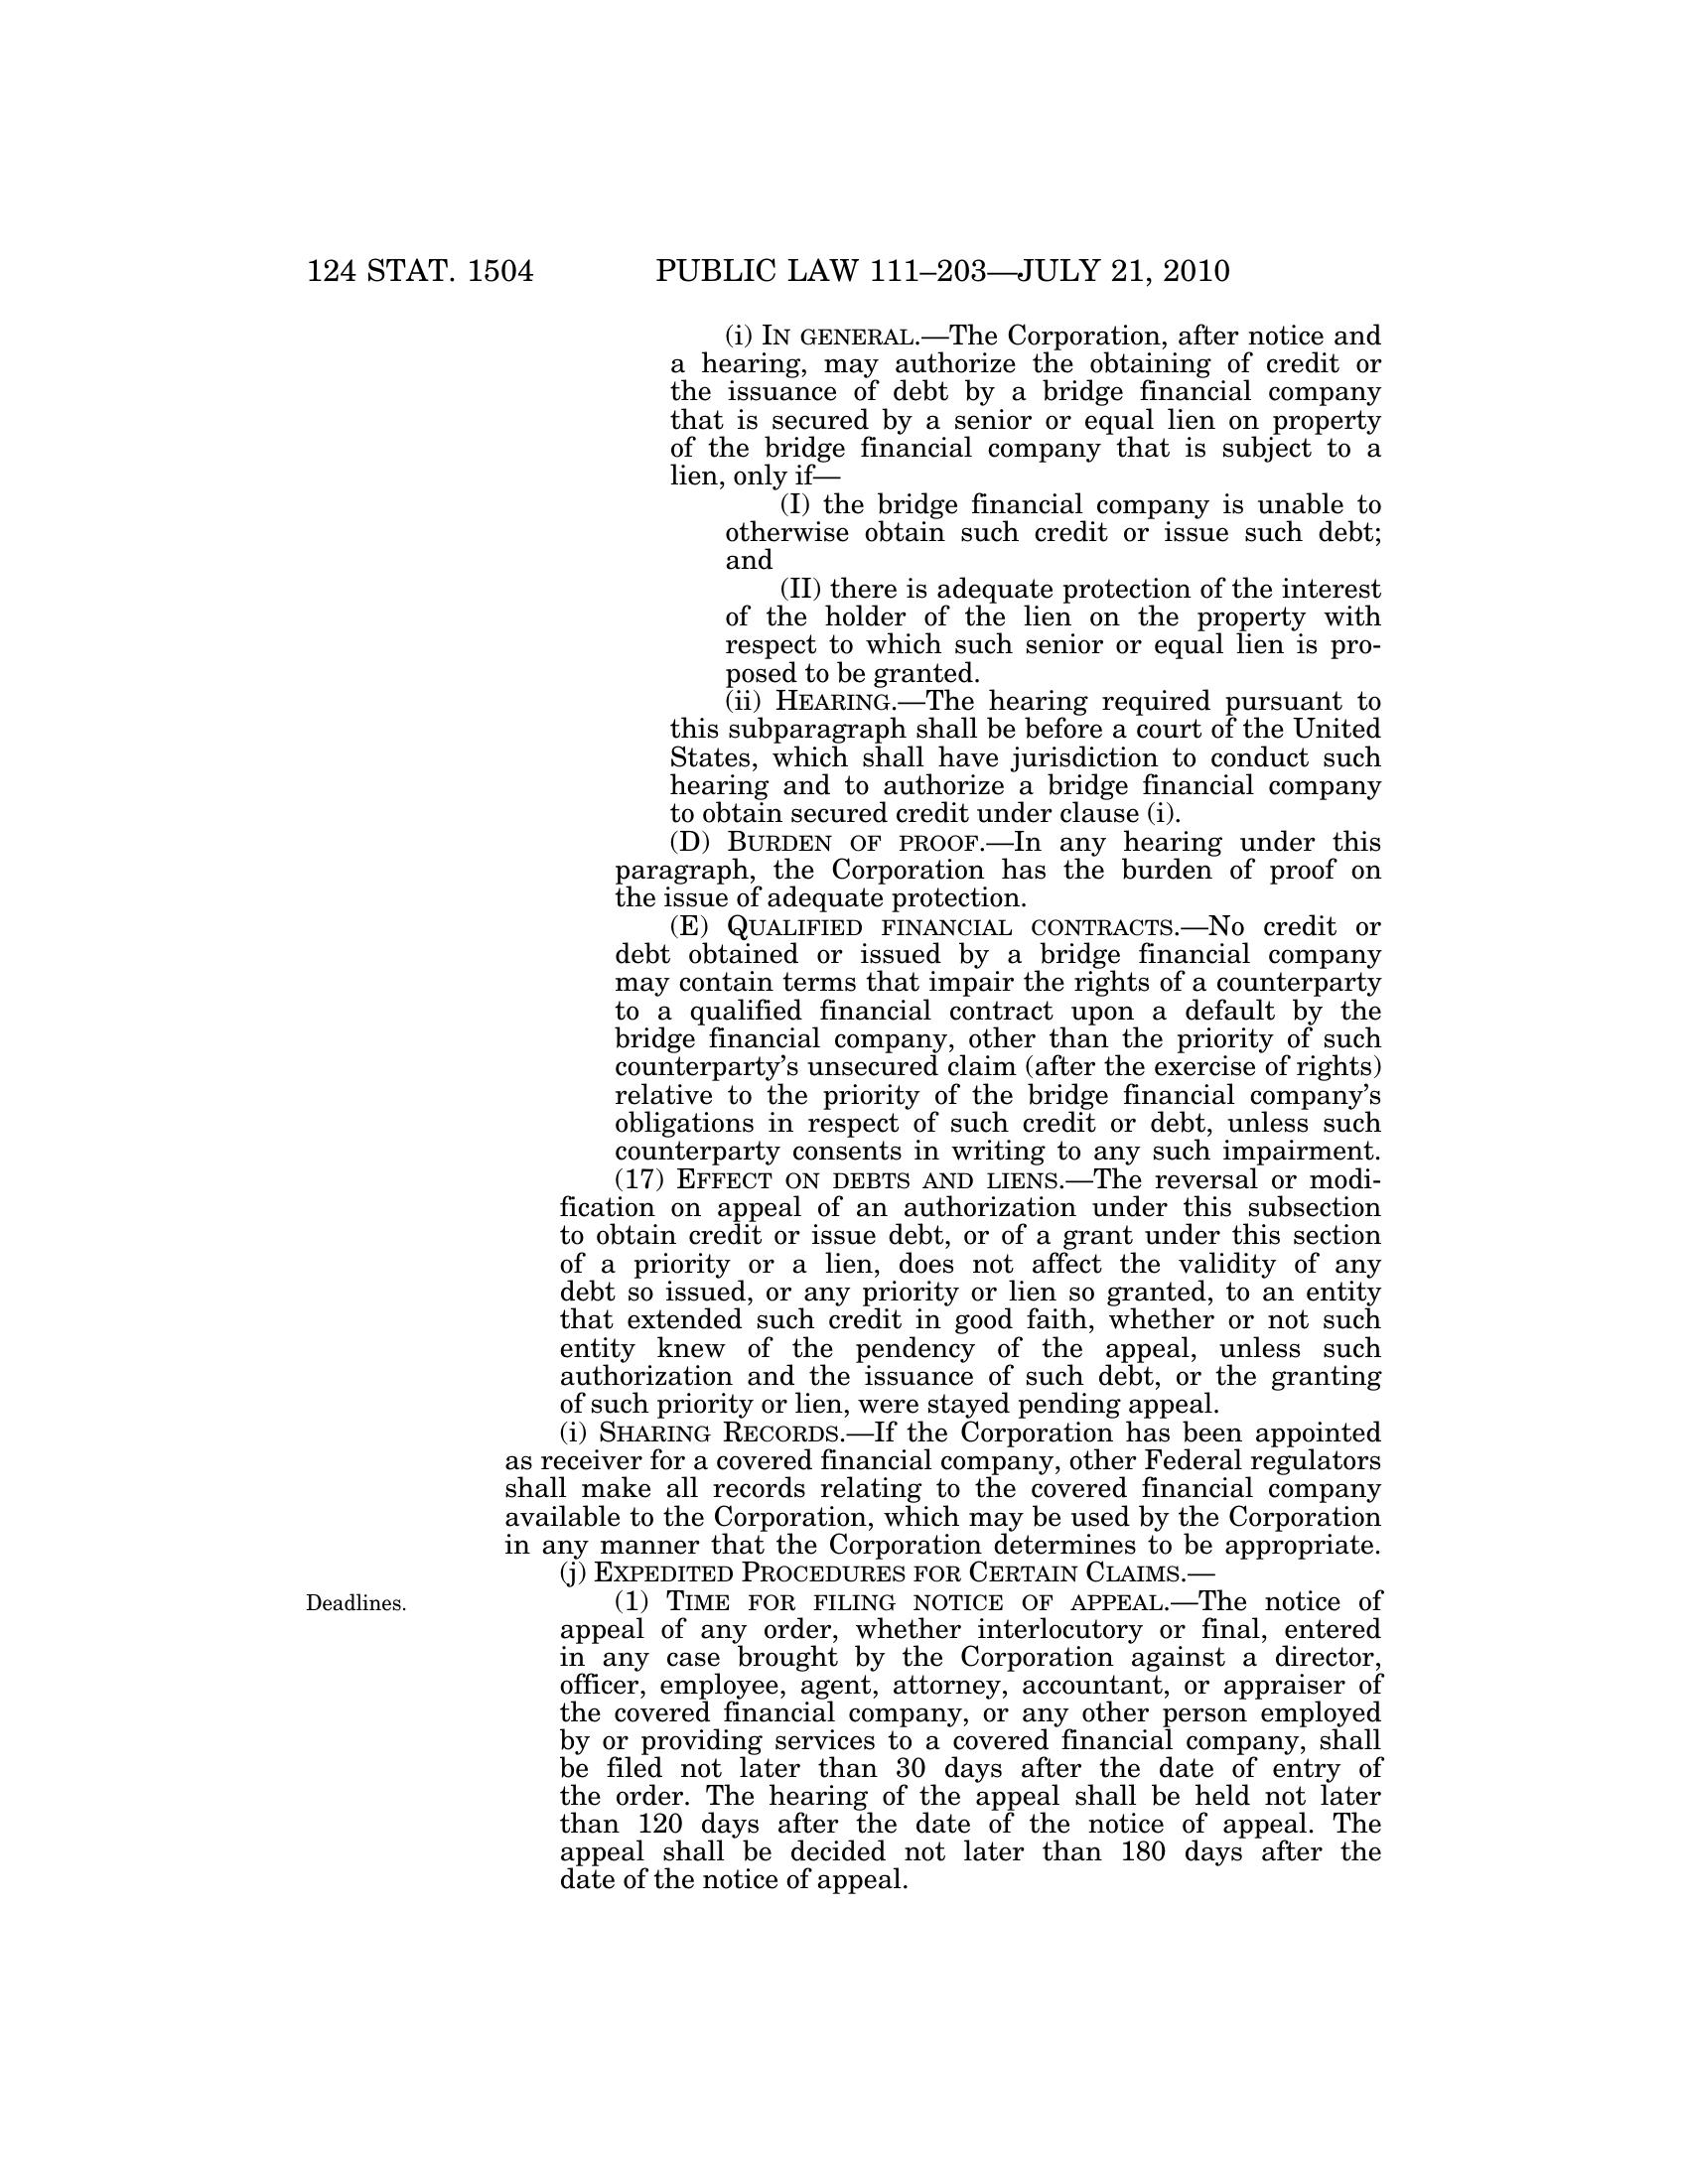 124 STAT. 1504 PUBLIC LAW 111–203—JULY 21, 2010
(i) IN GENERAL.—The Corporation, after notice and
a hearing, may authorize the obtaining of credit or
the issuance of debt by a bridge financial company
that is secured by a senior or equal lien on property
of the bridge financial company that is subject to a
lien, only if—
(I) the bridge financial company is unable to
otherwise obtain such credit or issue such debt;
and
(II) there is adequate protection of the interest
of the holder of the lien on the property with
respect to which such senior or equal lien is pro-
posed to be granted.
(ii) HEARING.—The hearing required pursuant to
this subparagraph shall be before a court of the United
States, which shall have jurisdiction to conduct such
hearing and to authorize a bridge financial company
to obtain secured credit under clause (i).
(D) BURDEN OF PROOF.—In any hearing under this
paragraph, the Corporation has the burden of proof on
the issue of adequate protection.
(E) QUALIFIED FINANCIAL CONTRACTS.—No credit or
debt obtained or issued by a bridge financial company
may contain terms that impair the rights of a counterparty
to a qualified financial contract upon a default by the
bridge financial company, other than the priority of such
counterparty's unsecured claim (after the exercise of rights)
relative to the priority of the bridge financial company's
obligations in respect of such credit or debt, unless such
counterparty consents in writing to any such impairment.
(17) EFFECT ON DEBTS AND LIENS.—The reversal or modi-
fication on appeal of an authorization under this subsection
to obtain credit or issue debt, or of a grant under this section
of a priority or a lien, does not affect the validity of any
debt so issued, or any priority or lien so granted, to an entity
that extended such credit in good faith, whether or not such
entity knew of the pendency of the appeal, unless such
authorization and the issuance of such debt, or the granting
of such priority or lien, were stayed pending appeal.
(i) SHARING RECORDS.—If the Corporation has been appointed
as receiver for a covered financial company, other Federal regulators
shall make all records relating to the covered financial company
available to the Corporation, which may be used by the Corporation
in any manner that the Corporation determines to be appropriate.
(j) EXPEDITED PROCEDURES FOR CERTAIN CLAIMS.—
Deadlines.
(1) TIME FOR FILING NOTICE OF APPEAL.—The notice of
appeal of any order, whether interlocutory or final, entered
in any case brought by the Corporation against a director,
officer, employee, agent, attorney, accountant, or appraiser of
the covered financial company, or any other person employed
by or providing services to a covered financial company, shall
be filed not later than 30 days after the date of entry of
the order. The hearing of the appeal shall be held not later
than 120 days after the date of the notice of appeal. The
appeal shall be decided not later than 180 days after the
date of the notice of appeal.